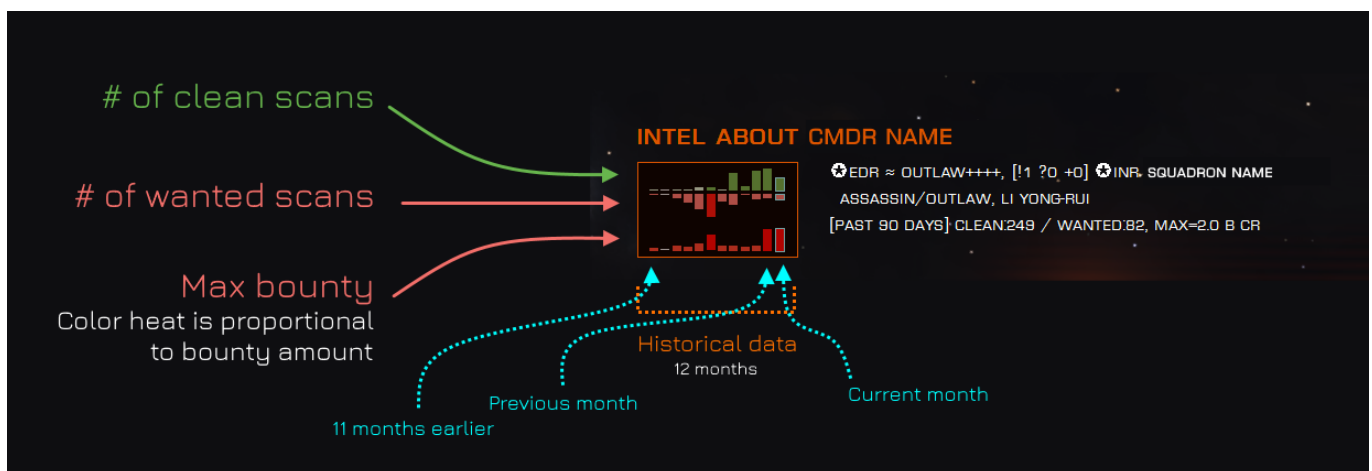 # of clean scans
# of wanted scans
Max bounty
Color heat is proportional
to bounty amount
INTEL ABOUT CMDR NAME
✪EDR ≈ OUTLAW++++, [!1 ?0 +0] ✪INR: SQUADRON NAME
ASSASSIN/OUTLAW, LI YONG-RUI
[PAST 90 DAYS]: CLEAN:249 / WANTED:82, MAX=2.0 B CR
Historical data
12 months
11 months earlier
Previous month
Current month